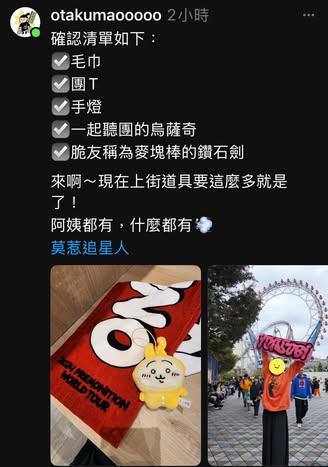 otakumaooooo 2小時
確認清單如下：
☑毛巾
☑團T
☑手燈
☑一起聽團的烏薩奇
☑脆友稱為麥塊棒的鑽石劍
來啊～現在上街道具要這麼多就是
了！
阿姨都有，什麼都有💨
莫惹追星人
2024 PREMONITION
WORLD TOUR